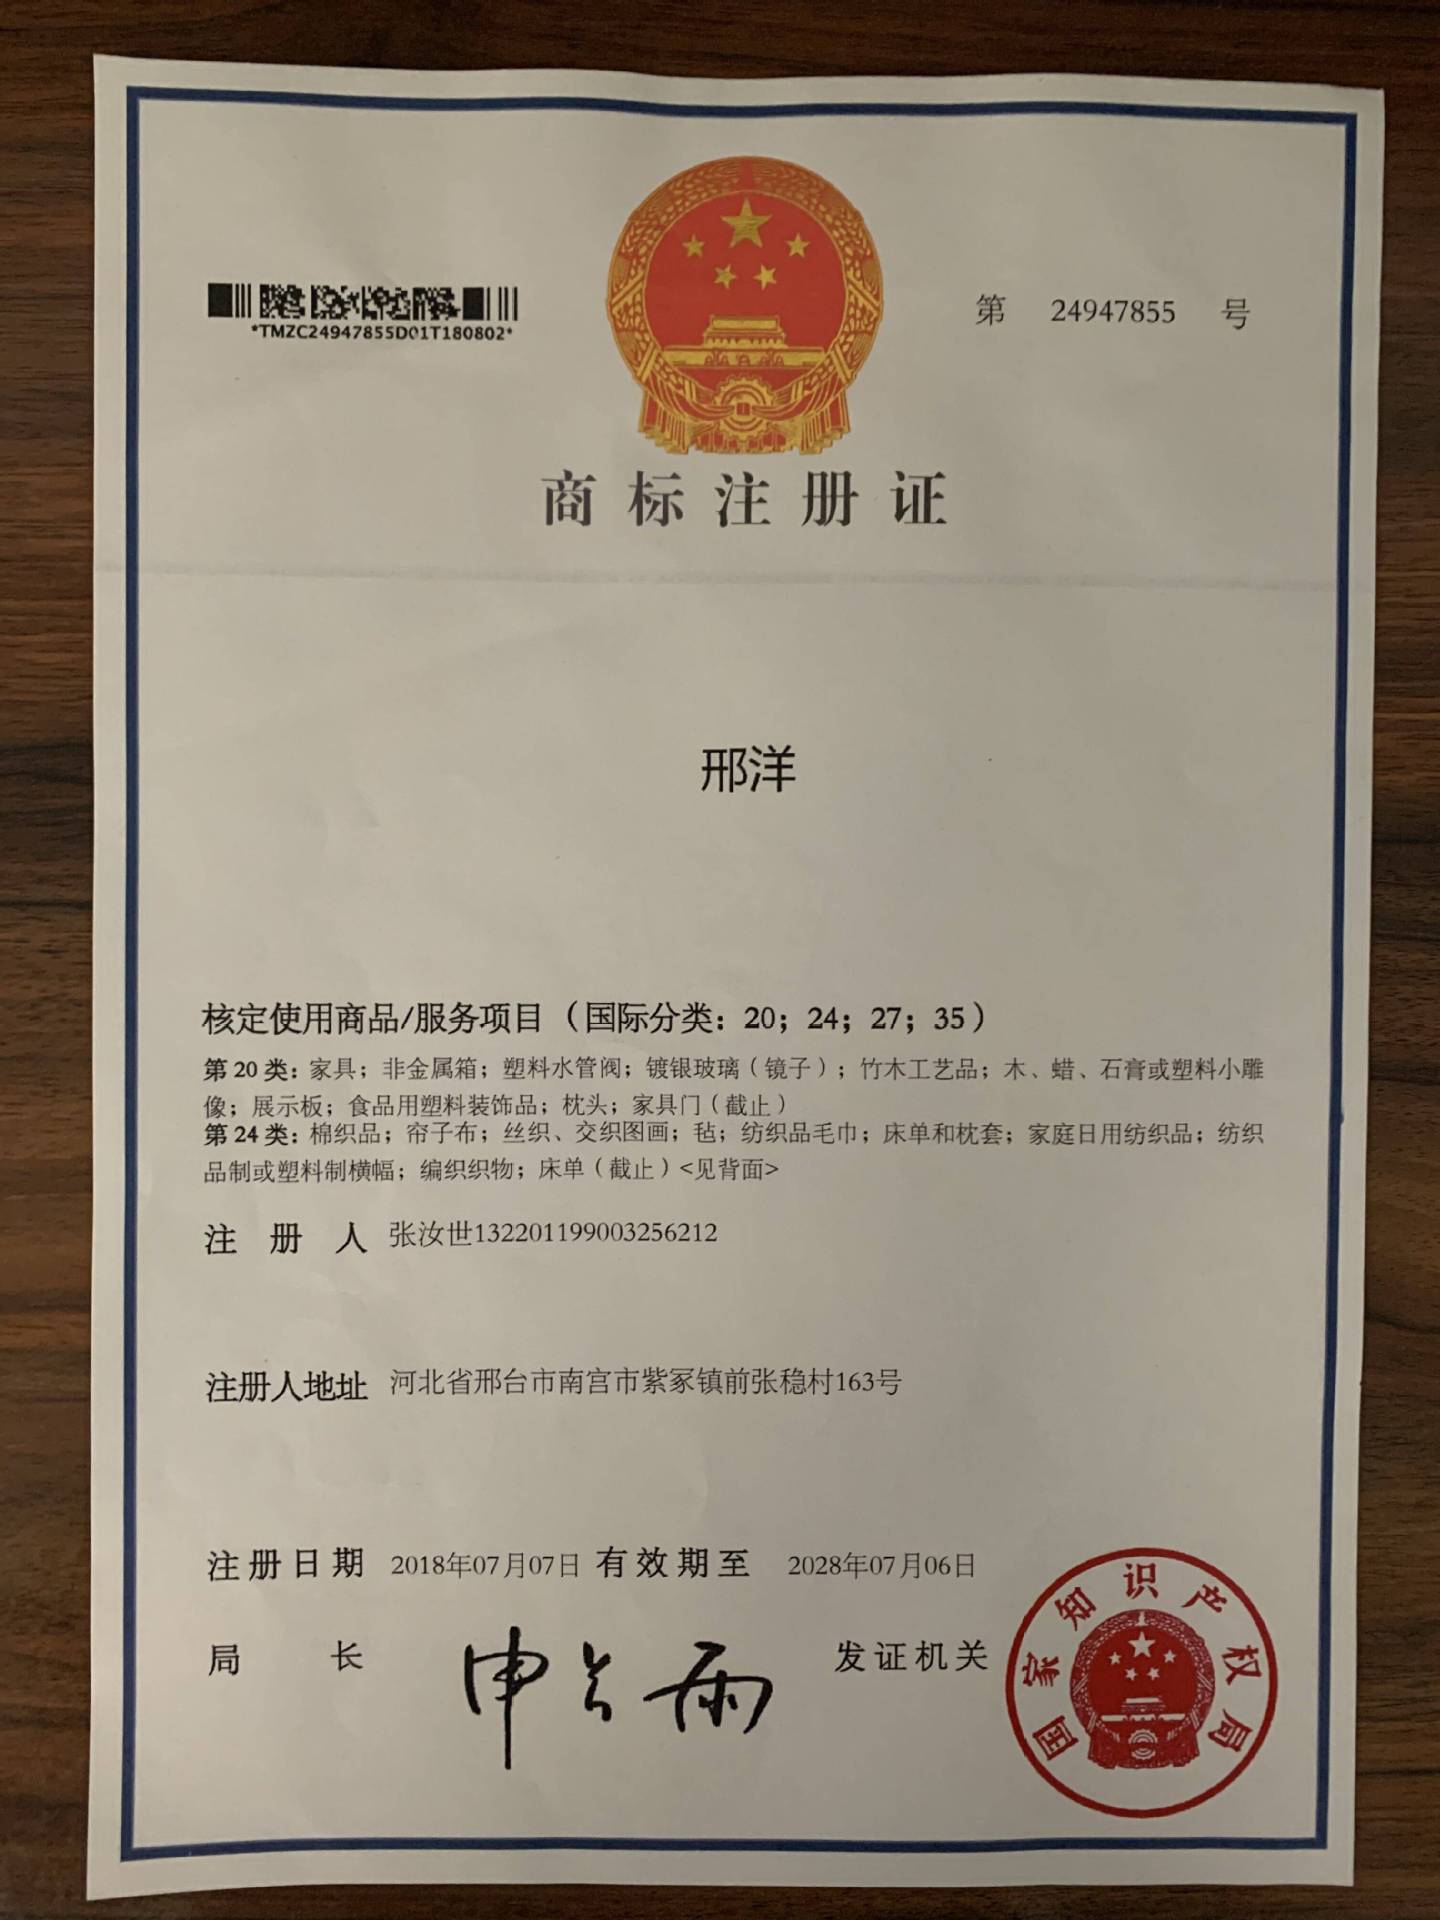 *TMZC24947855D01T180802*
第 24947855 号
商标注册证
邢洋
核定使用商品/服务项目（国际分类：20；24；27；35）
第 20 类：家具；非金属箱；塑料水管阀；镀银玻璃（镜子）；竹木工艺品；木、蜡、石膏或塑料小雕
像；展示板；食品用塑料装饰品；枕头；家具门（截止）
第 24 类：棉织品；帘子布；丝织、交织图画；毡；纺织品毛巾；床单和枕套；家庭日用纺织品；纺织
品制或塑料制横幅；编织织物；床单（截止）<见背面>
注册人 张汝世132201199003256212
注册人地址 河北省邢台市南宫市紫冢镇前张稳村163号
注册日期 2018年07月07日 有效期至 2028年07月06日
局长 申长雨 发证机关
国家知识产权局